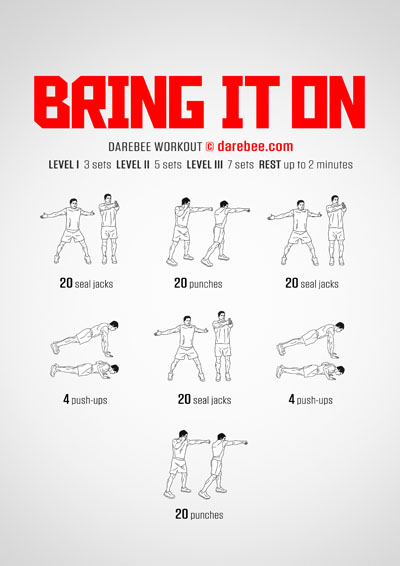 BRING IT ON
DAREBEE WORKOUT © darebee.com
LEVEL I 3 sets LEVEL II 5 sets LEVEL III 7 sets REST up to 2 minutes
20 seal jacks
20 punches
20 seal jacks
4 push-ups
20 seal jacks
4 push-ups
20 punches